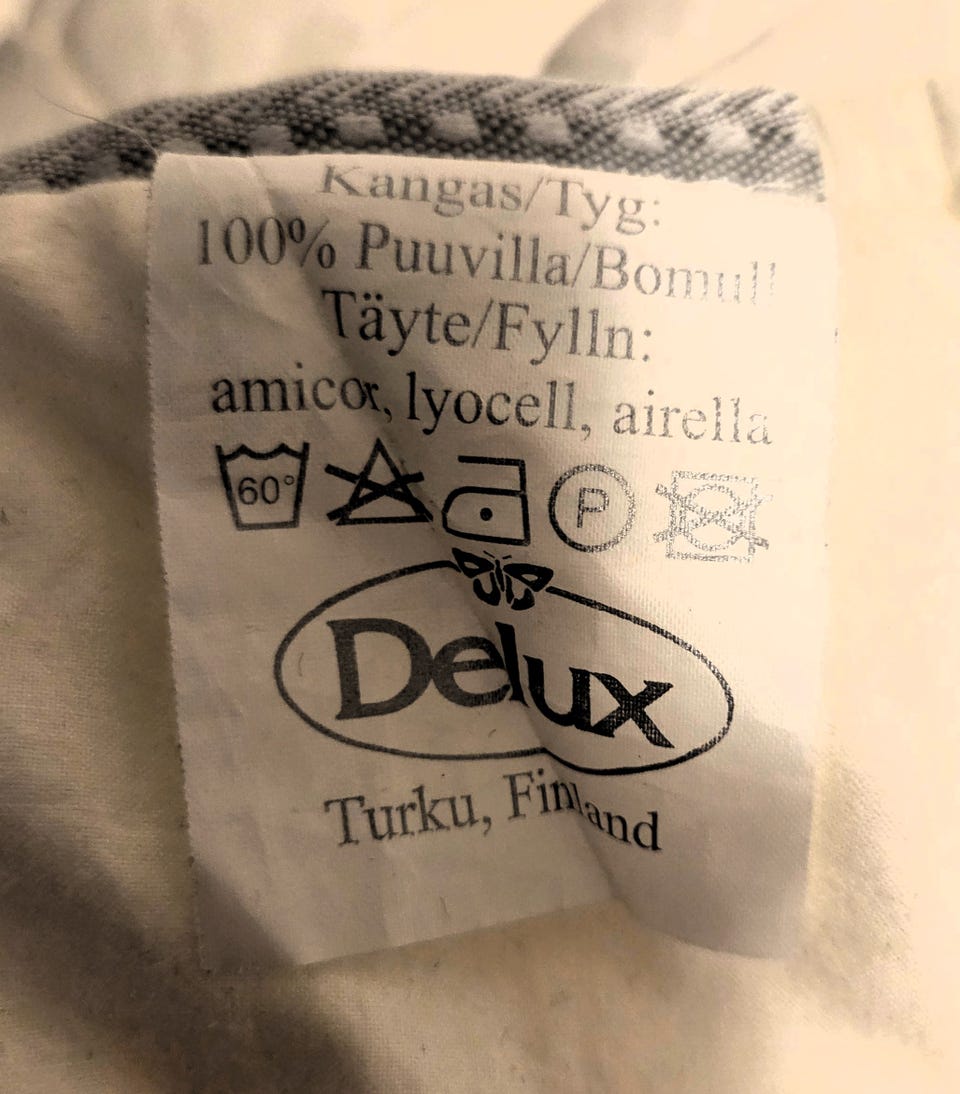 Kangas/Tyg:
100% Puuvilla/Bomull
Täyte/Fylln:
amicor, lyocell, airella
60° P
Delux
Turku, Finland